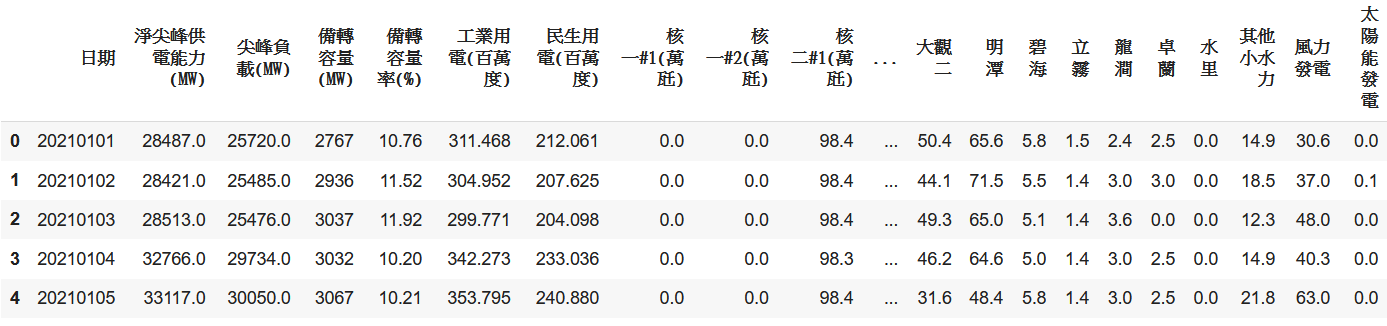 日期 淨尖峰供電能力(MW) 尖峰負載(MW) 備轉容量(MW) 備轉容量率(%) 工業用電(百萬度) 民生用電(百萬度) 核一#1(萬瓩) 核一#2(萬瓩) 核二#1(萬瓩) ... 大觀二 明潭 碧海 立霧 龍澗 卓蘭 水里 其他小水力 風力發電 太陽能發電
0 20210101 28487.0 25720.0 2767 10.76 311.468 212.061 0.0 0.0 98.4 ... 50.4 65.6 5.8 1.5 2.4 2.5 0.0 14.9 30.6 0.0
1 20210102 28421.0 25485.0 2936 11.52 304.952 207.625 0.0 0.0 98.4 ... 44.1 71.5 5.5 1.4 3.0 3.0 0.0 18.5 37.0 0.1
2 20210103 28513.0 25476.0 3037 11.92 299.771 204.098 0.0 0.0 98.4 ... 49.3 65.0 5.1 1.4 3.6 0.0 0.0 12.3 48.0 0.0
3 20210104 32766.0 29734.0 3032 10.20 342.273 233.036 0.0 0.0 98.3 ... 46.2 64.6 5.0 1.4 3.0 2.5 0.0 14.9 40.3 0.0
4 20210105 33117.0 30050.0 3067 10.21 353.795 240.880 0.0 0.0 98.4 ... 31.6 48.4 5.8 1.4 3.0 2.5 0.0 21.8 63.0 0.0